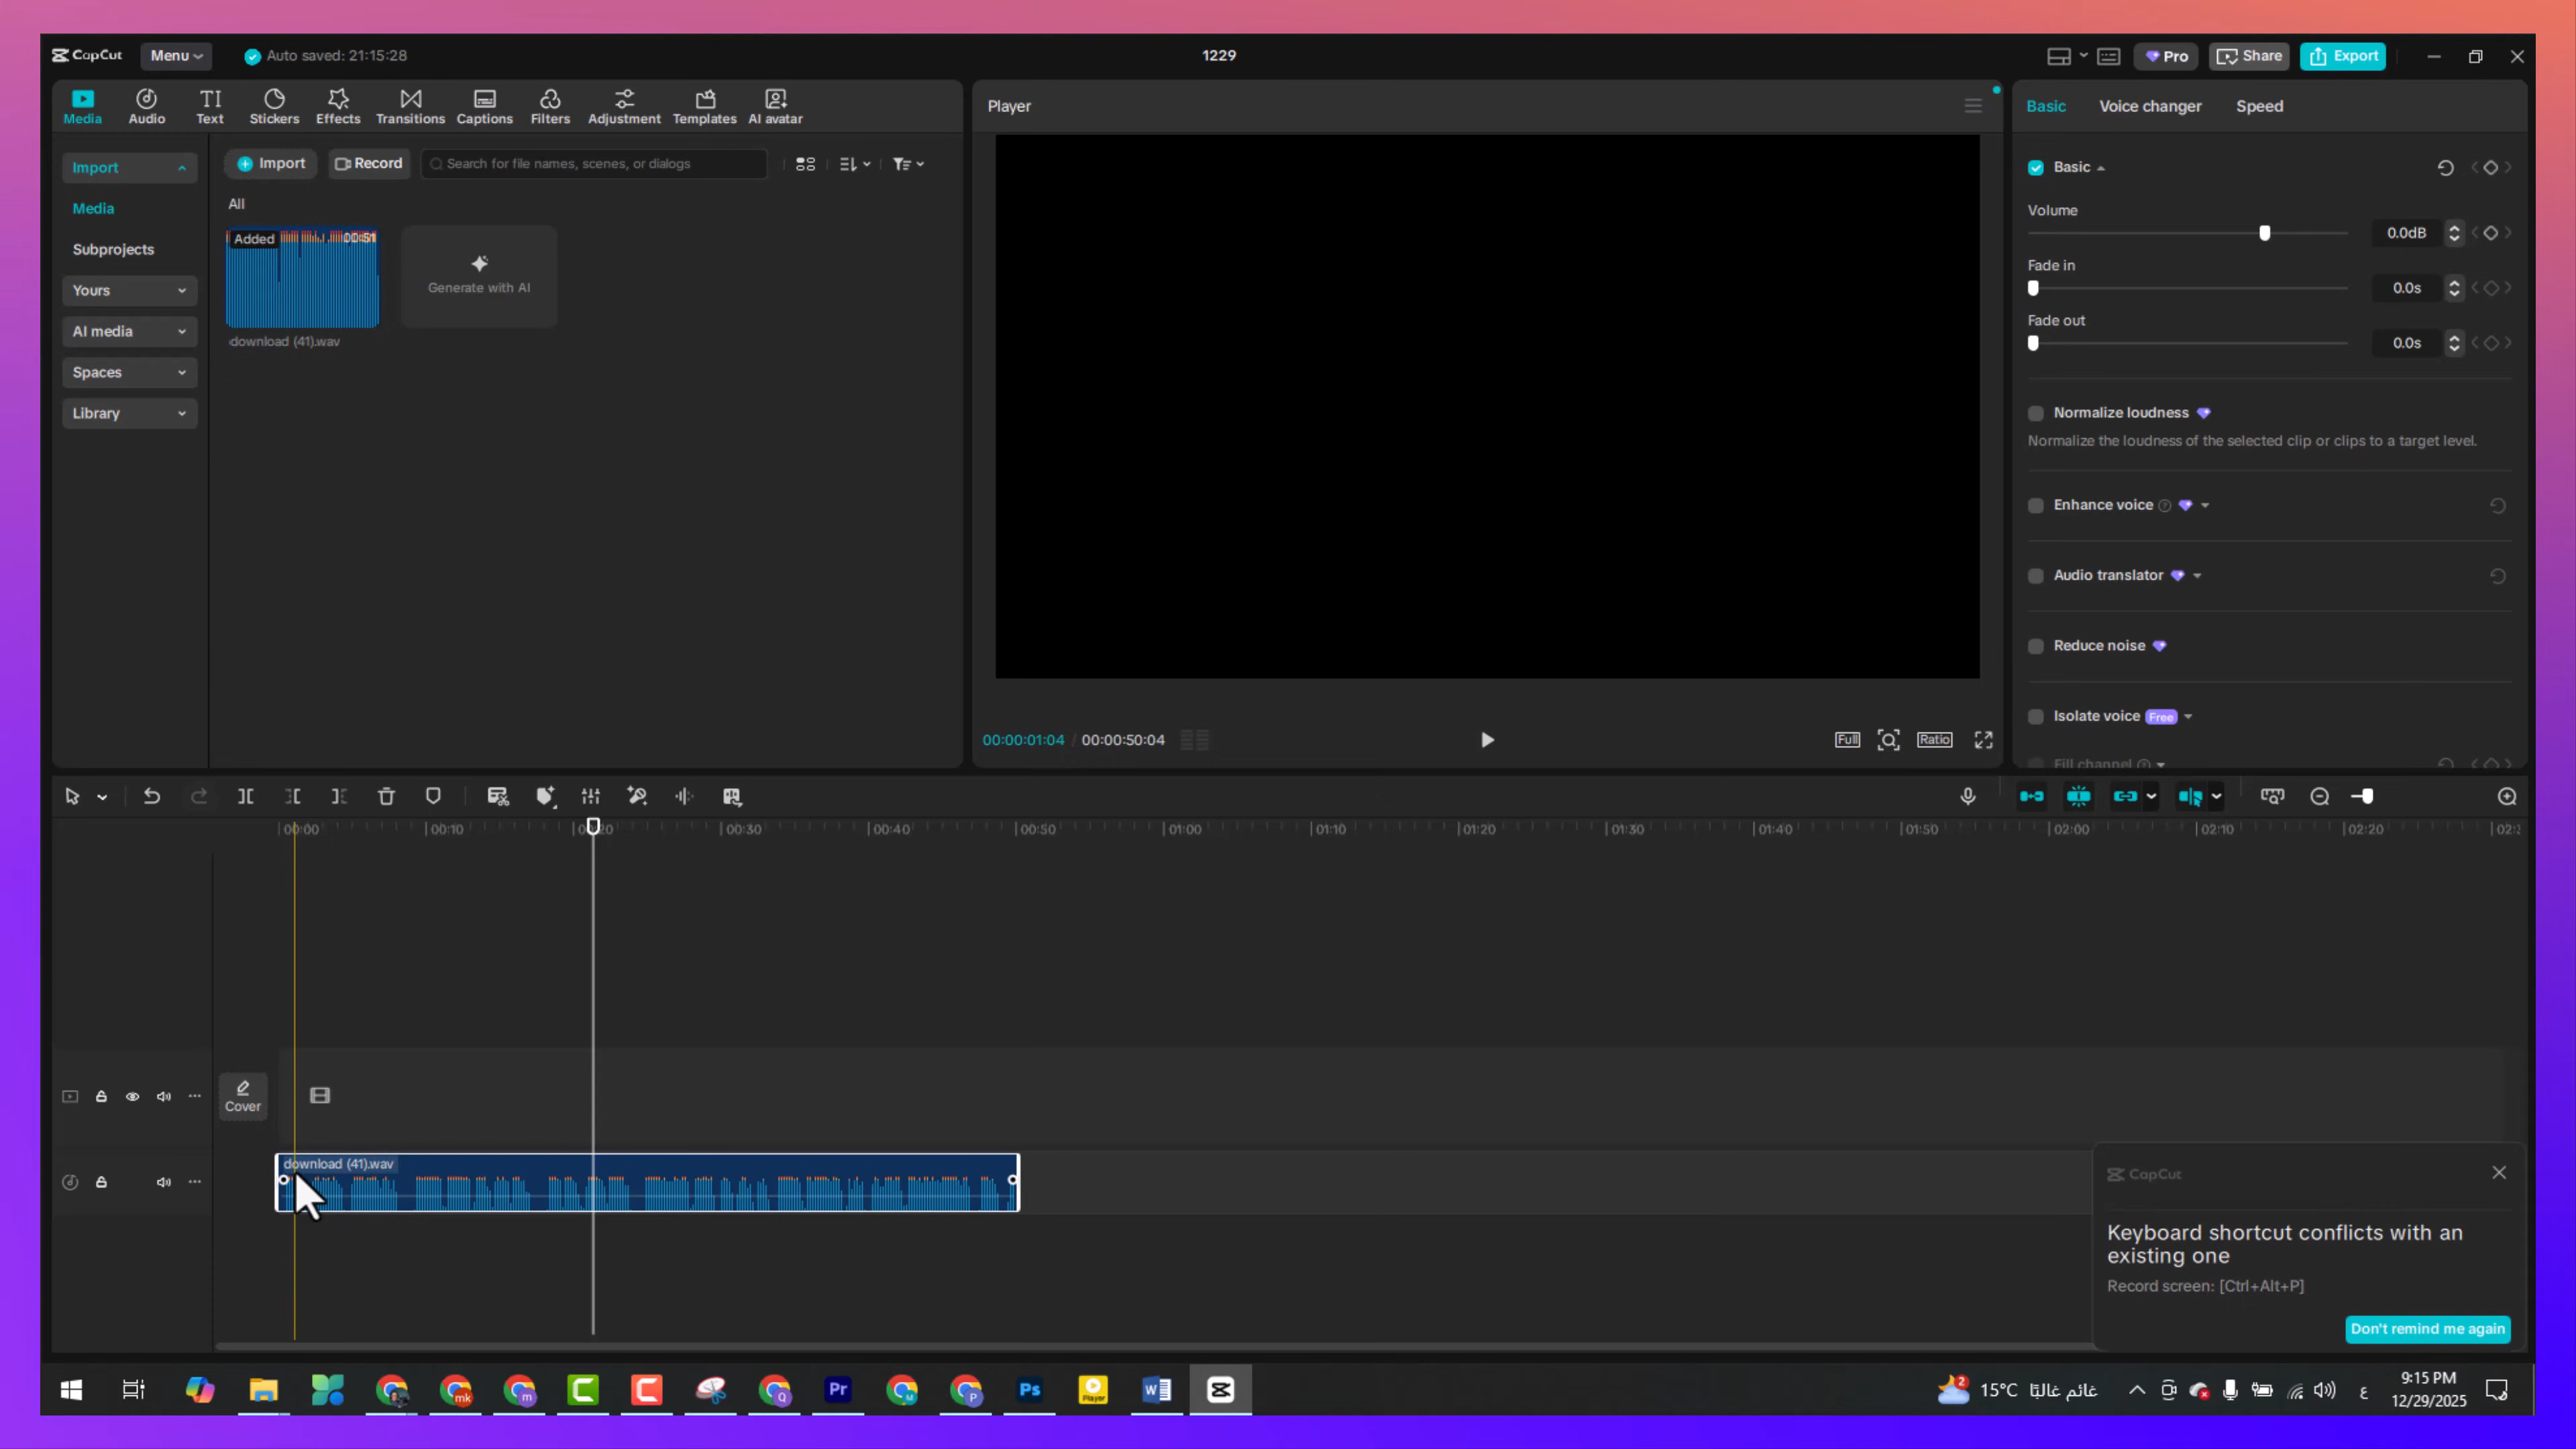 CapCut Menu Auto saved: 21:15:28 1229 Pro Share Export
Media Audio Text Stickers Effects Transitions Captions Filters Adjustment Templates AI avatar
Import
Media
Subprojects
Yours
AI media
Spaces
Library
Import Record Search for file names, scenes, or dialogs
All
Added 00:51
download (41).wav
Generate with AI
Player
00:00:01:04 / 00:00:50:04 Full Ratio
Basic Voice changer Speed
Basic
Volume
0.0dB
Fade in
0.0s
Fade out
0.0s
Normalize loudness
Normalize the loudness of the selected clip or clips to a target level.
Enhance voice
Audio translator
Reduce noise
Isolate voice Free
Fill channel
00:00 00:10 00:20 00:30 00:40 00:50 01:00 01:10 01:20 01:30 01:40 01:50 02:00 02:10 02:20
Cover
download (41).wav
CapCut
Keyboard shortcut conflicts with an
existing one
Record screen: [Ctrl+Alt+P]
Don't remind me again
mk m Q Pr M P Ps Player W
2 15°C غائم غالبًا ع
9:15 PM
12/29/2025